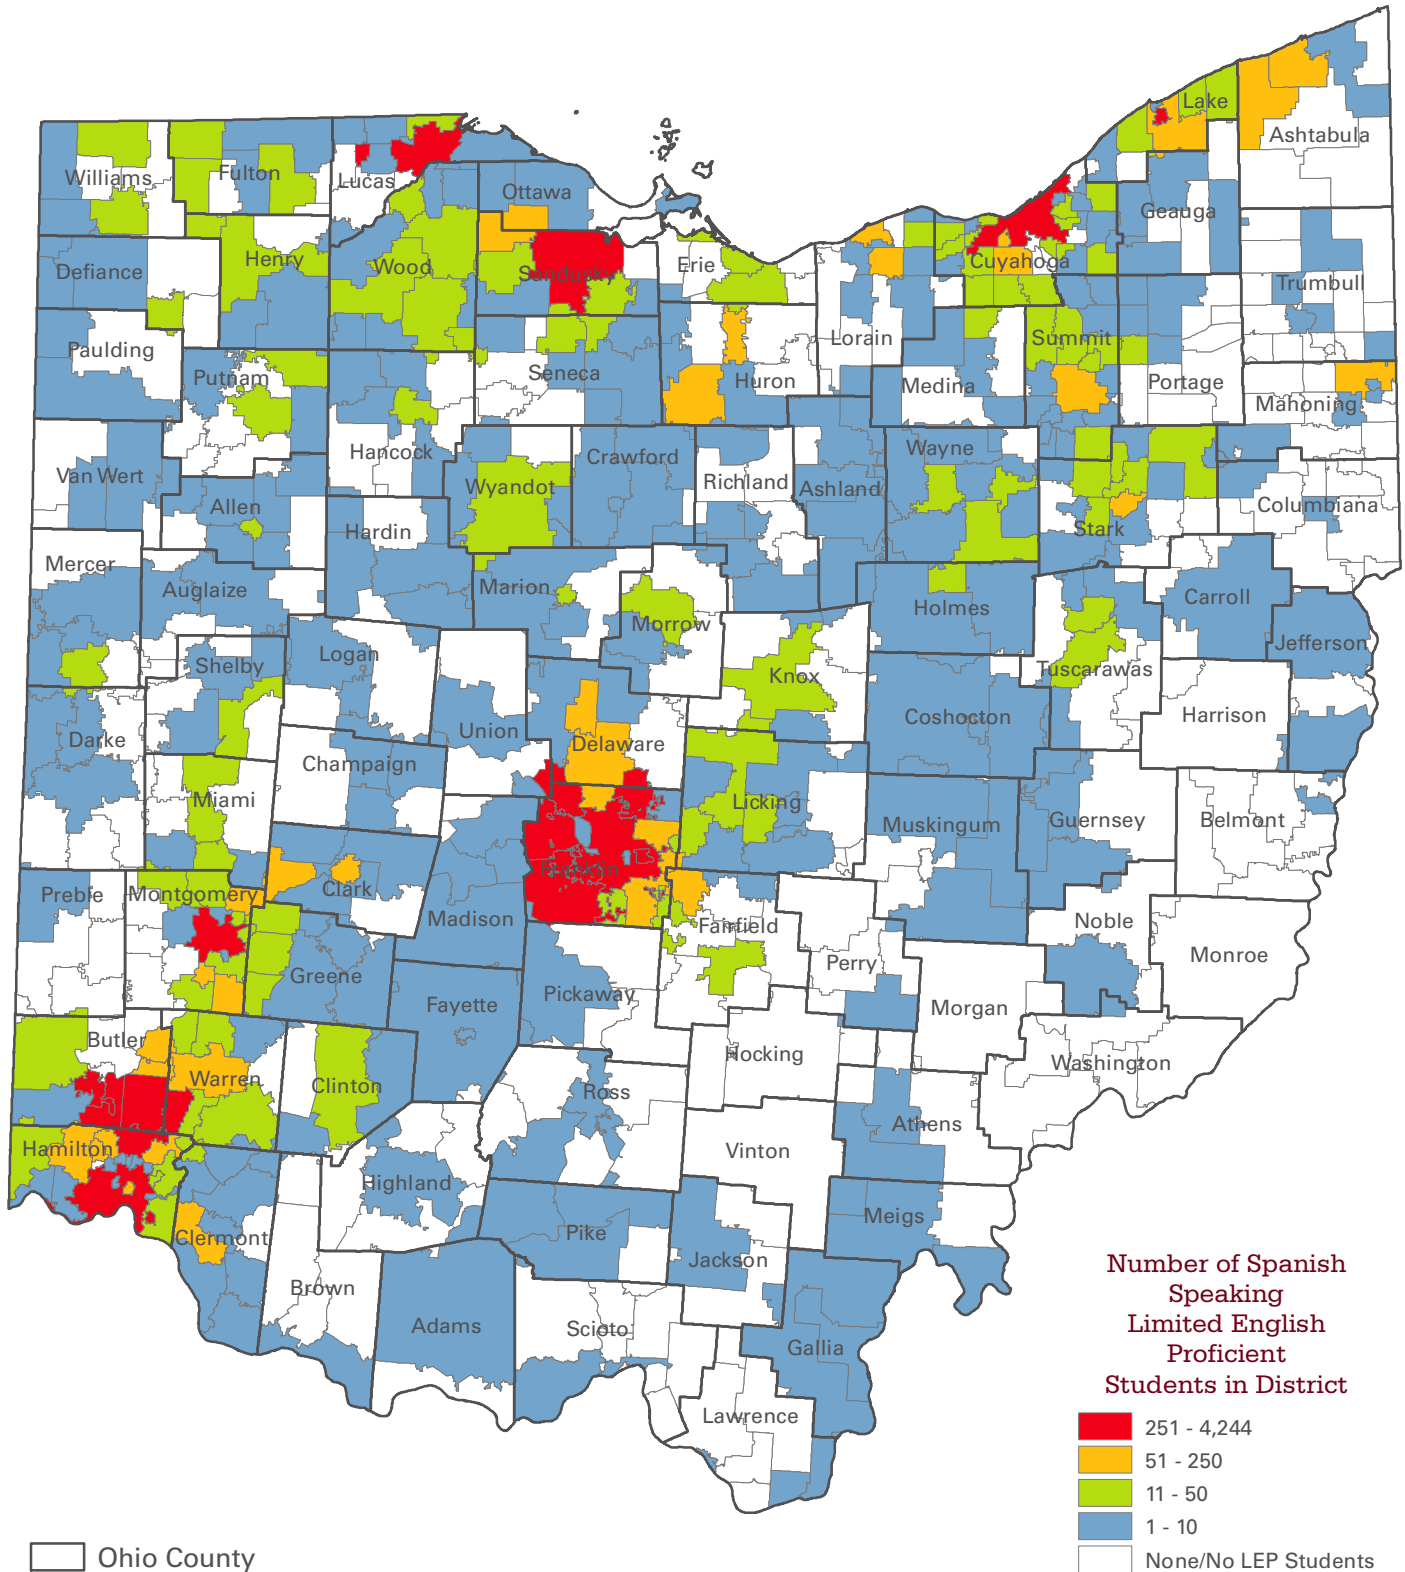 Lake
Ashtabula
Williams
Fulton
Lucas
Ottawa
Geauga
Defiance
Henry
Wood
Sandusky
Erie
Cuyahoga
Trumbull
Paulding
Putnam
Seneca
Huron
Lorain
Medina
Summit
Portage
Mahoning
Van Wert
Hancock
Wyandot
Crawford
Richland
Ashland
Wayne
Allen
Hardin
Stark
Columbiana
Mercer
Auglaize
Marion
Morrow
Holmes
Carroll
Jefferson
Shelby
Logan
Knox
Tuscarawas
Darke
Union
Delaware
Coshocton
Harrison
Champaign
Miami
Licking
Muskingum
Guernsey
Belmont
Preble
Montgomery
Clark
Franklin
Madison
Fairfield
Noble
Greene
Fayette
Pickaway
Perry
Morgan
Monroe
Butler
Warren
Clinton
Ross
Hocking
Washington
Hamilton
Highland
Vinton
Athens
Clermont
Pike
Jackson
Meigs
Brown
Adams
Scioto
Gallia
Lawrence
Number of Spanish
Speaking
Limited English
Proficient
Students in District
251 - 4,244
51 - 250
11 - 50
1 - 10
None/No LEP Students
Ohio County